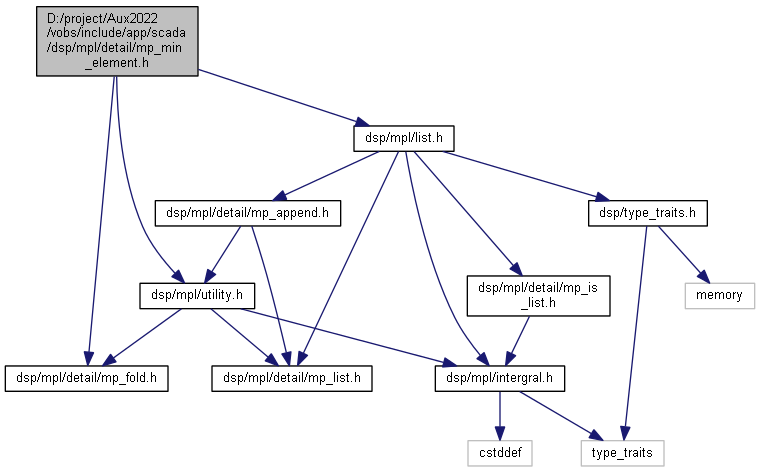 D:/project/Aux2022
/vobs/include/app/scada
/dsp/mpl/detail/mp_min
_element.h
dsp/mpl/list.h
dsp/mpl/detail/mp_append.h
dsp/type_traits.h
dsp/mpl/utility.h
dsp/mpl/detail/mp_is
_list.h
memory
dsp/mpl/detail/mp_fold.h
dsp/mpl/detail/mp_list.h
dsp/mpl/intergral.h
cstddef
type_traits